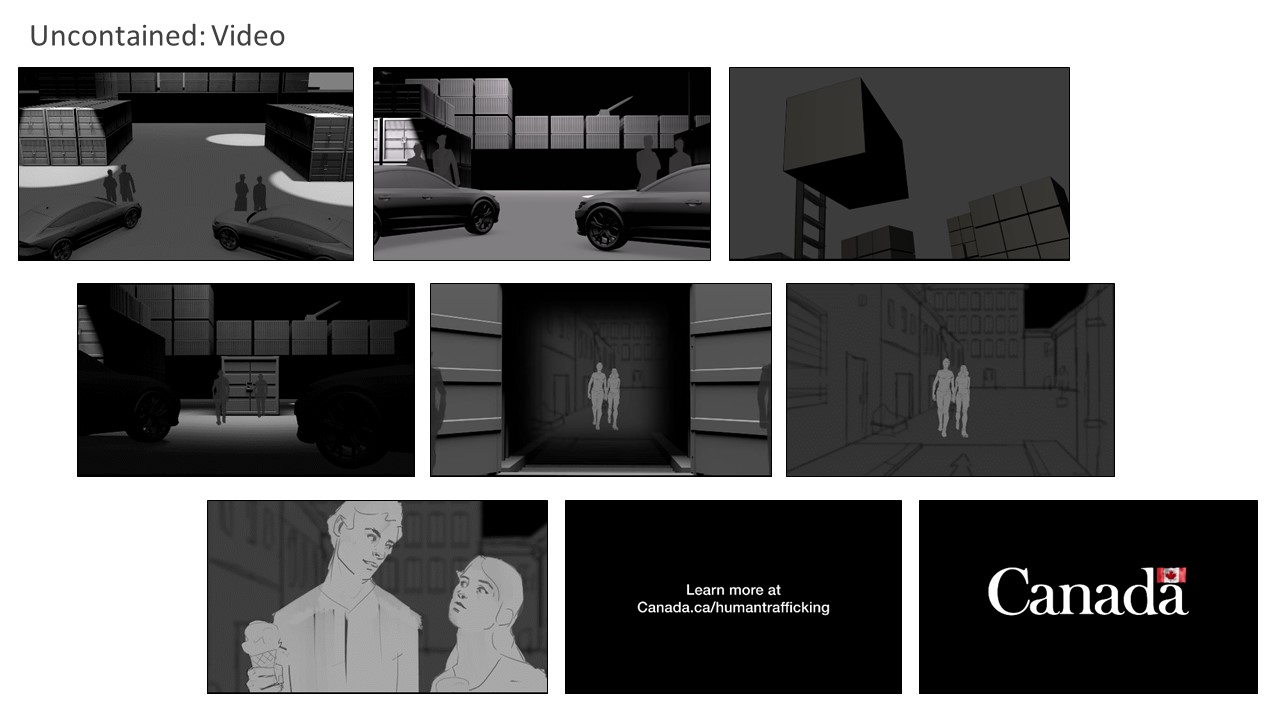 Uncontained: Video
Learn more at
Canada.ca/humantrafficking
Canada